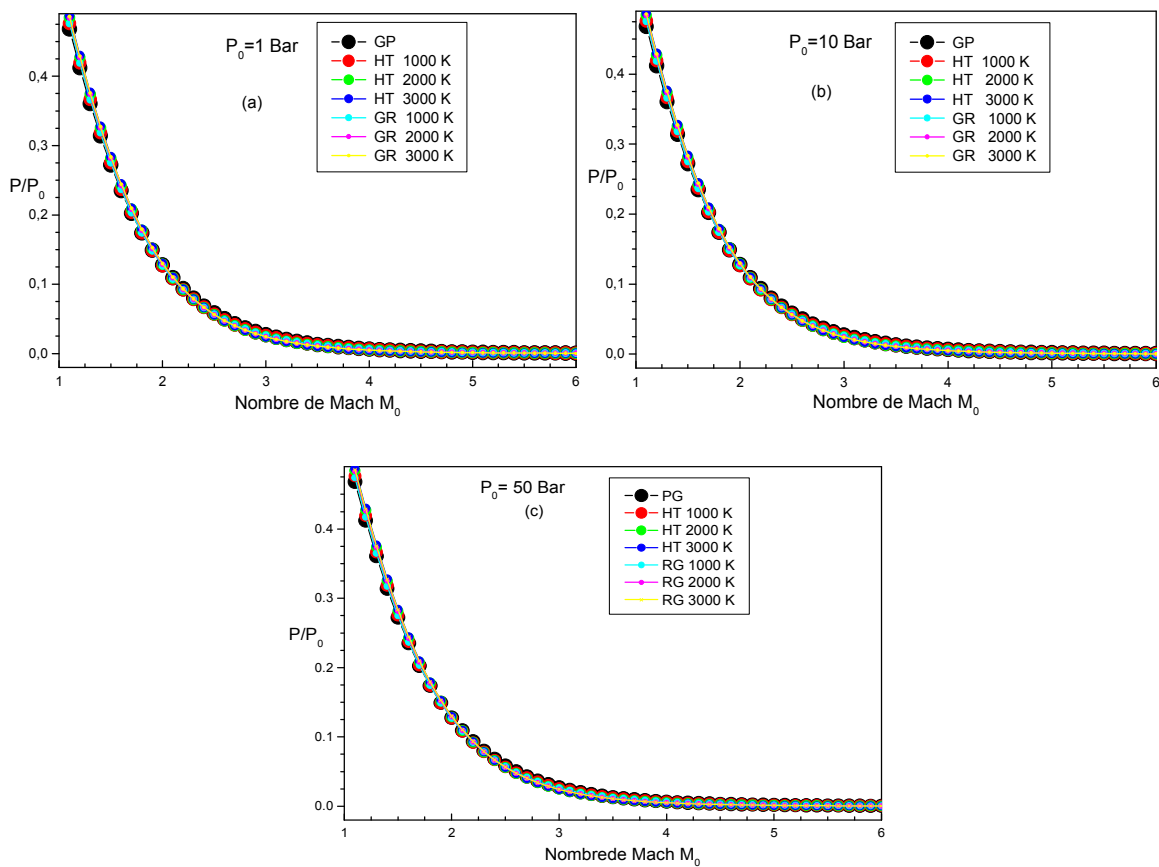 P₀=1 Bar
(a)
GP
HT 1000 K
HT 2000 K
HT 3000 K
GR 1000 K
GR 2000 K
GR 3000 K
P/P₀
0,4
0,3
0,2
0,1
0,0
1 2 3 4 5 6
Nombre de Mach M₀
P₀=10 Bar
(b)
GP
HT 1000 K
HT 2000 K
HT 3000 K
GR 1000 K
GR 2000 K
GR 3000 K
P/P₀
0,4
0,3
0,2
0,1
0,0
1 2 3 4 5 6
Nombre de Mach M₀
P₀= 50 Bar
(c)
PG
HT 1000 K
HT 2000 K
HT 3000 K
RG 1000 K
RG 2000 K
RG 3000 K
P/P₀
0.4
0.3
0.2
0.1
0.0
1 2 3 4 5 6
Nombrede Mach M₀